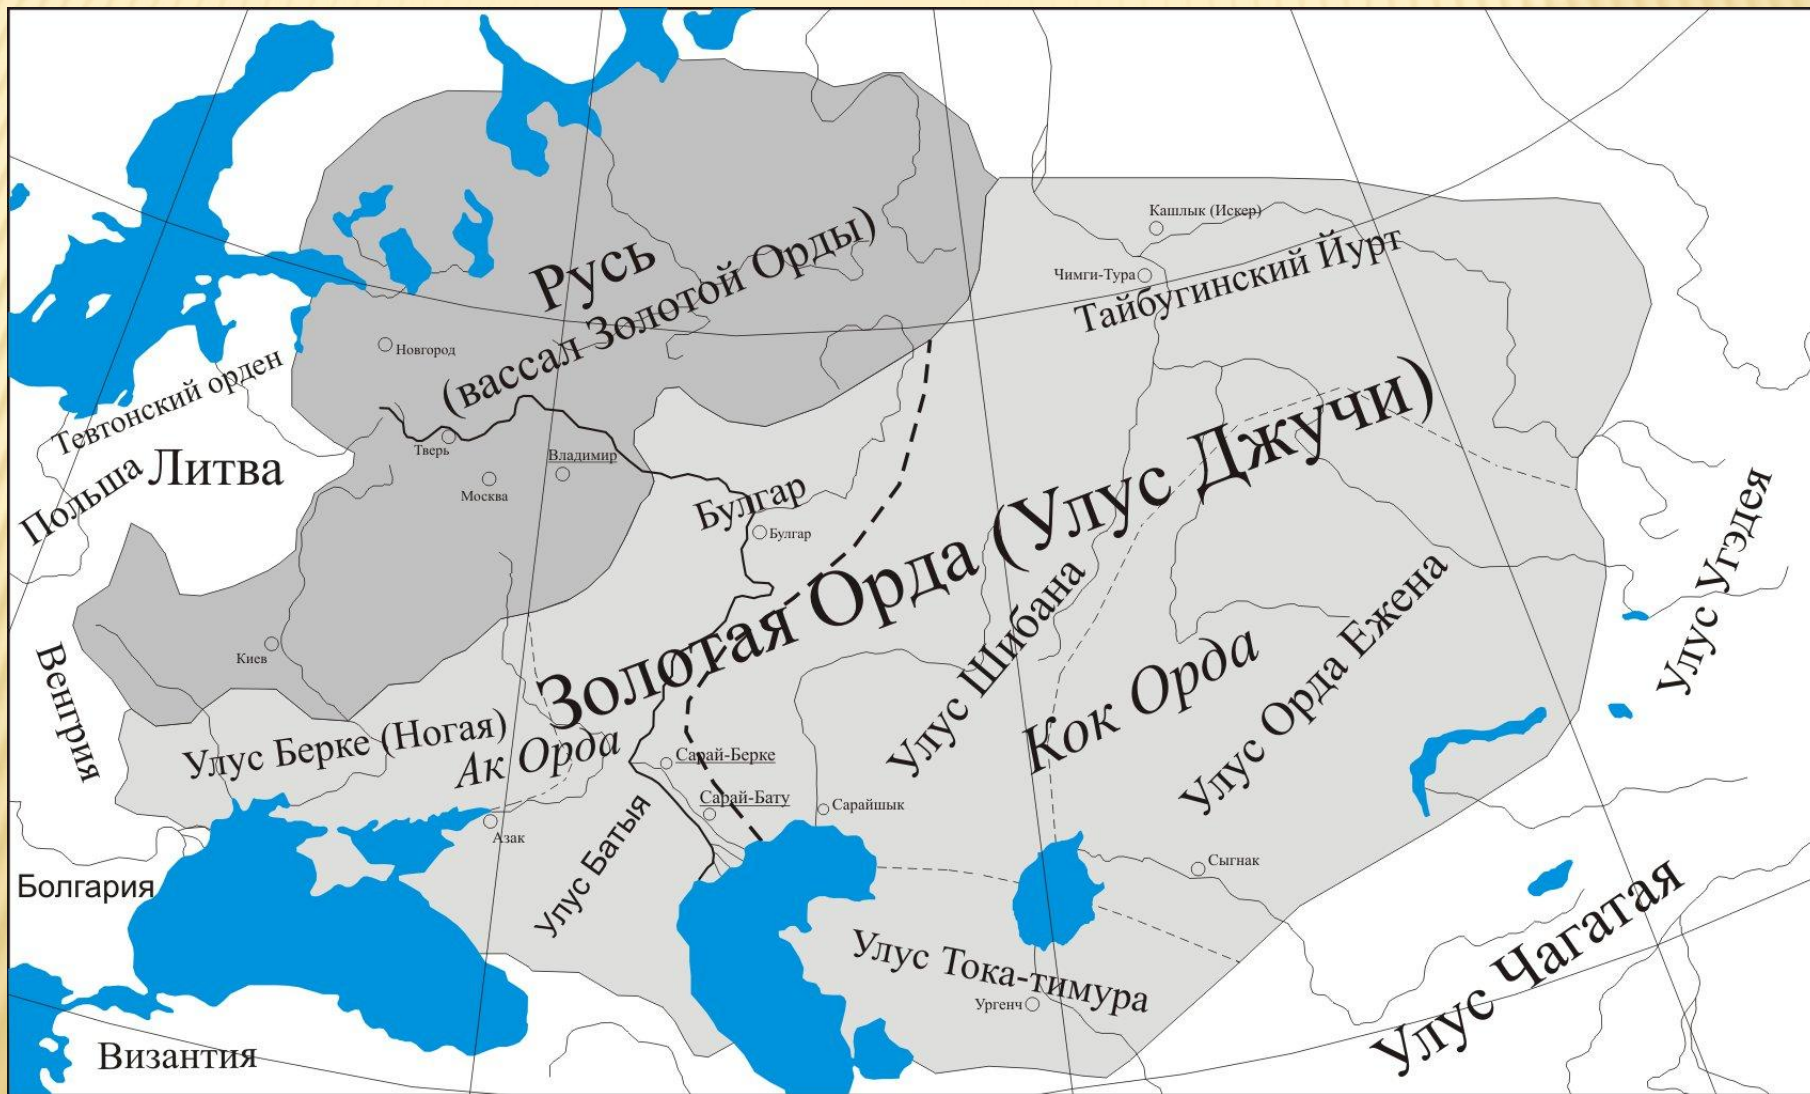 Кашлык (Искер)
Чимги-Тура
Тайбугинский Йурт
Русь
(вассал Золотой Орды)
Новгород
Тевтонский орден
Польша
Литва
Тверь
Владимир
Москва
Булгар
Булгар
Золотая Орда (Улус Джучи)
Улус Угэдея
Венгрия
Киев
Улус Берке (Ногая)
Ак Орда
Улус Шибана
Кок Орда
Улус Орда Ежена
Сарай-Берке
Сарай-Бату
Сарайшык
Азак
Улус Батыя
Сыгнак
Болгария
Улус Тока-тимура
Ургенч
Улус Чагатая
Византия